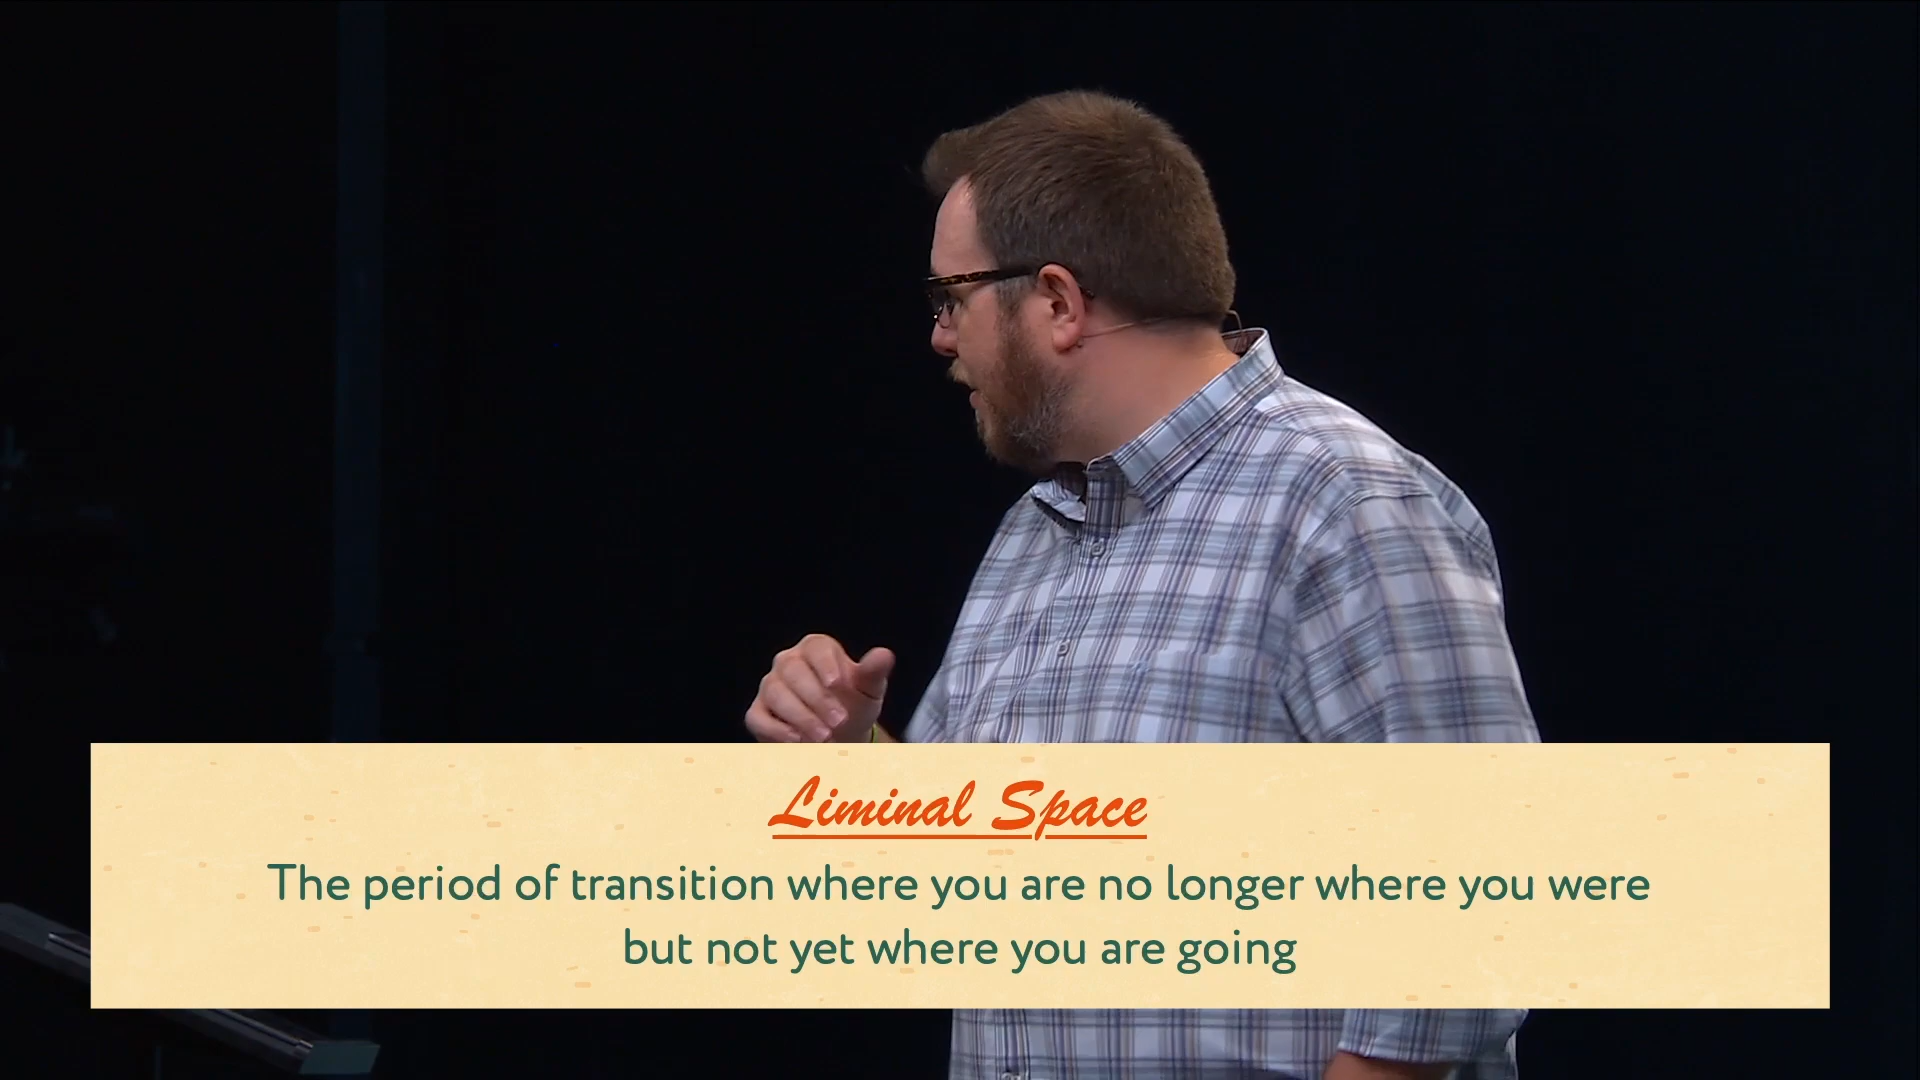 Liminal Space
The period of transition where you are no longer where you were
but not yet where you are going